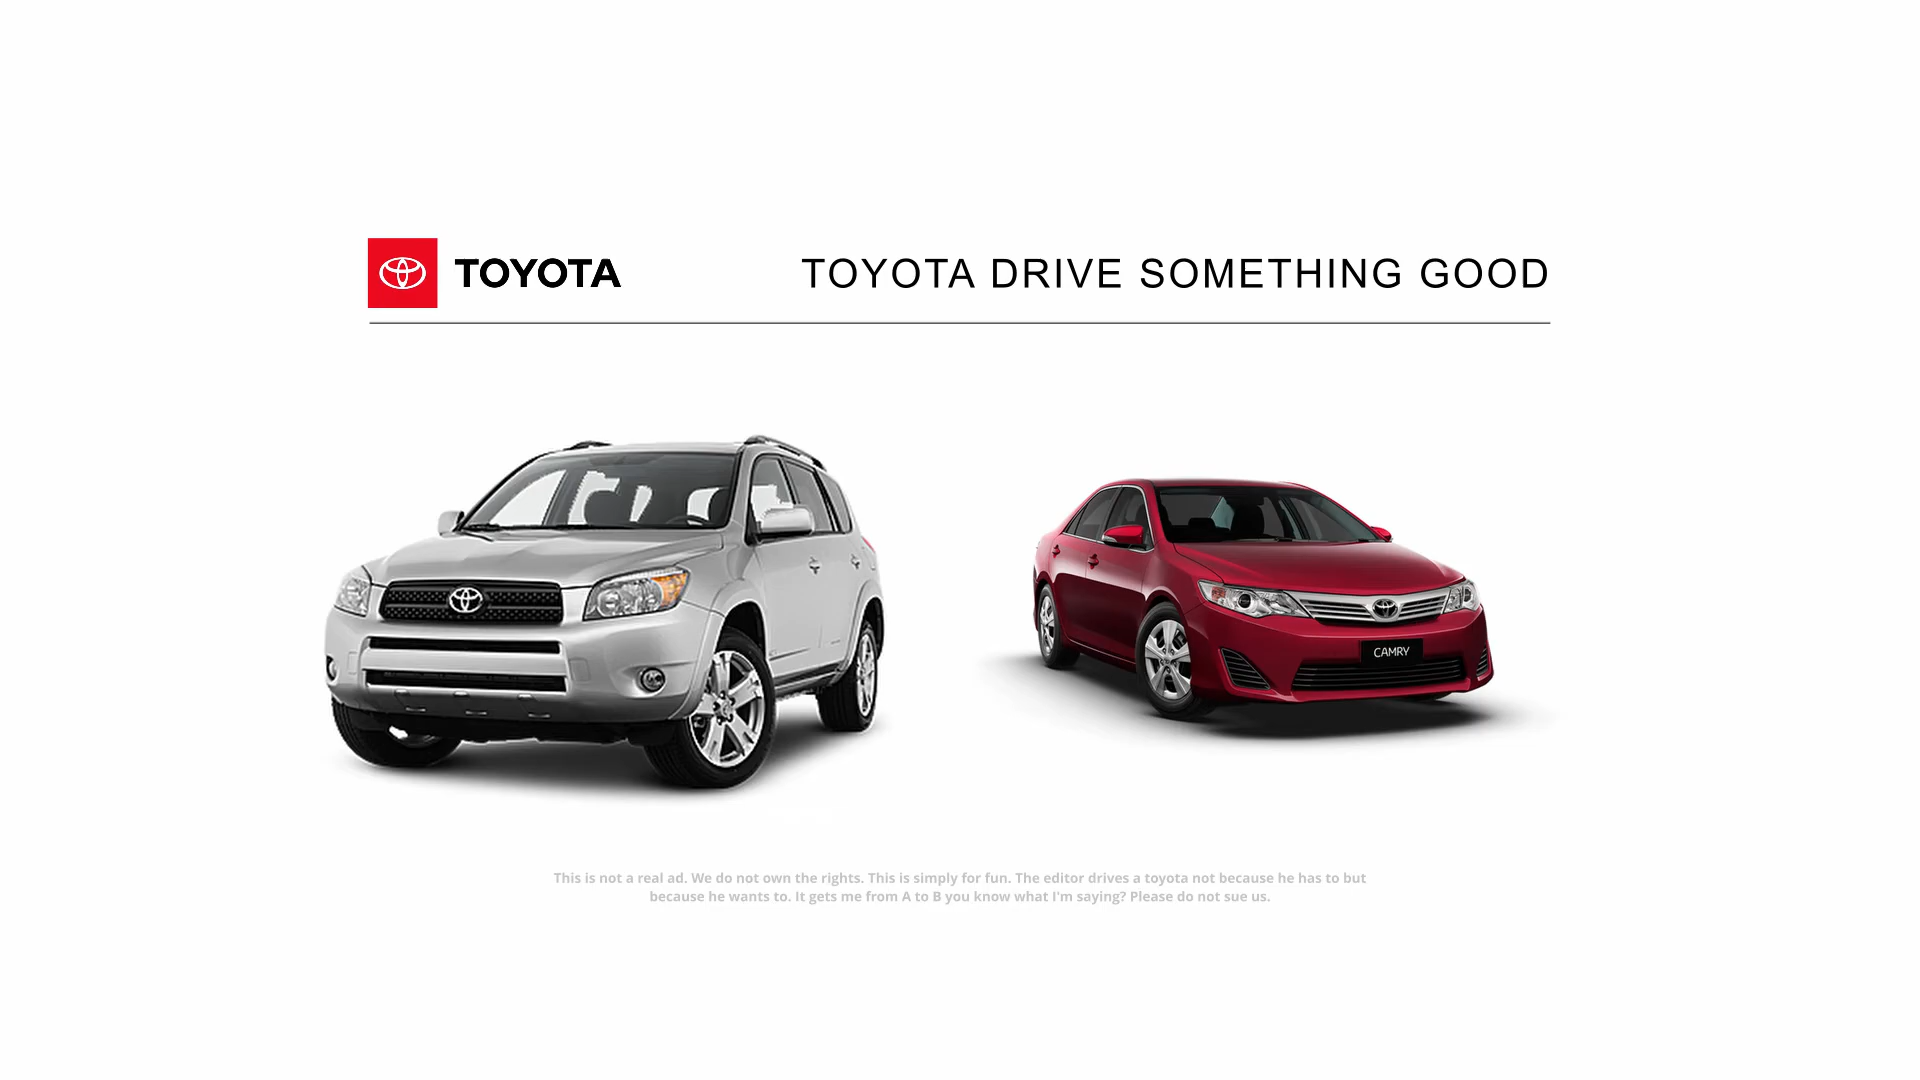 TOYOTA
TOYOTA DRIVE SOMETHING GOOD
CAMRY
This is not a real ad. We do not own the rights. This is simply for fun. The editor drives a toyota not because he has to but
because he wants to. It gets me from A to B you know what I'm saying? Please do not sue us.